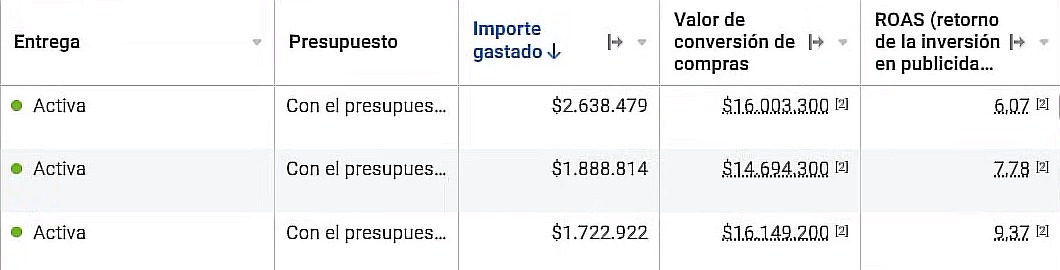 Entrega
Presupuesto
Importe
gastado ↓
Valor de
conversión de
compras
ROAS (retorno
de la inversión
en publicida...
Activa Con el presupues... $2.638.479 $16.003.300 [2] 6,07 [2]
Activa Con el presupues... $1.888.814 $14.694.300 [2] 7,78 [2]
Activa Con el presupues... $1.722.922 $16.149.200 [2] 9,37 [2]